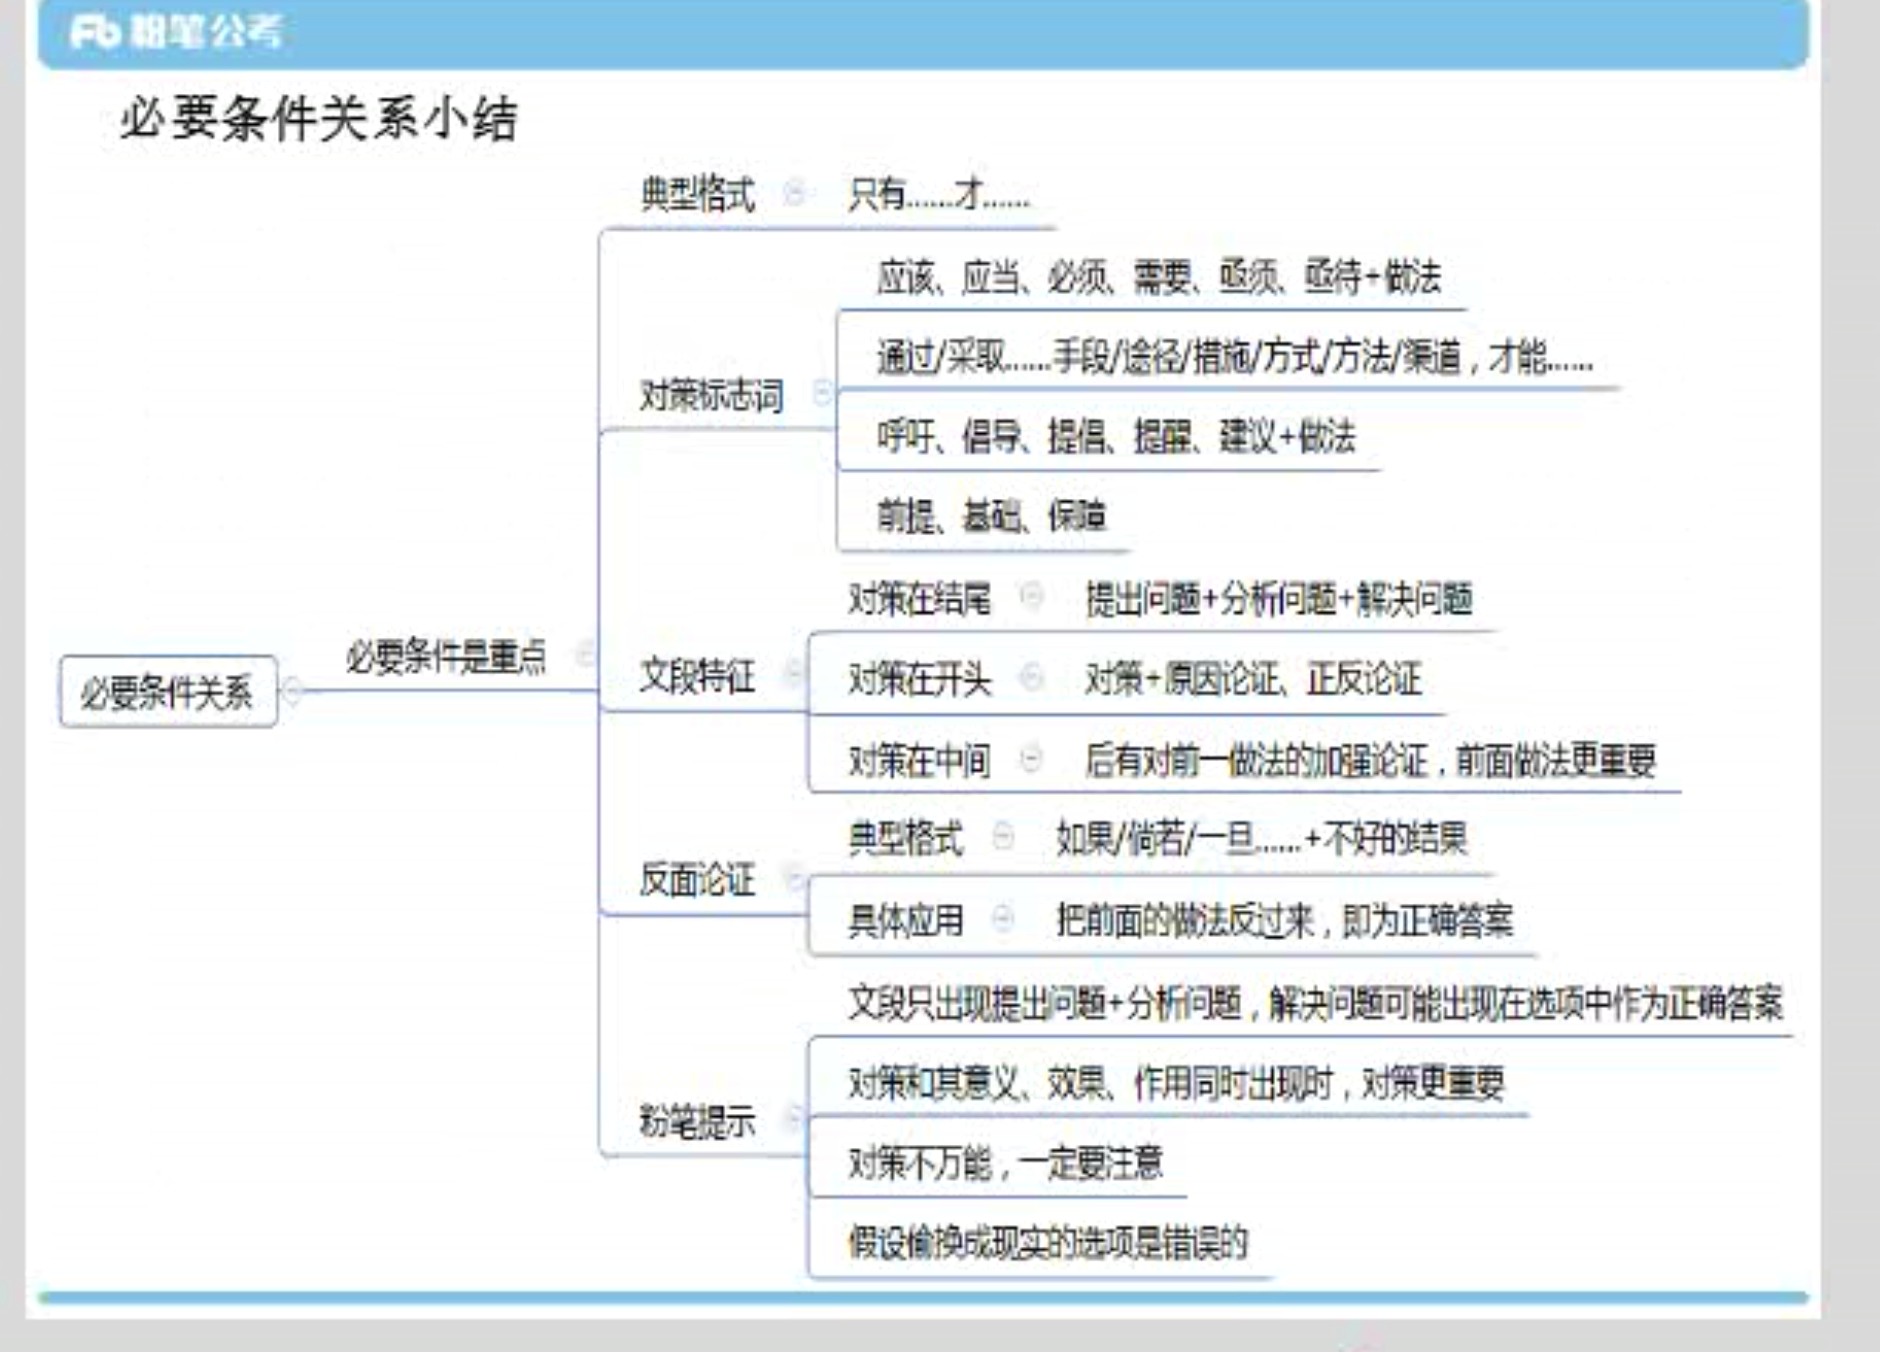 Fb 粉笔公考
必要条件关系小结
典型格式 只有……才……
应该、应当、必须、需要、亟须、亟待+做法
通过/采取……手段/途径/措施/方式/方法/渠道，才能……
对策标志词
呼吁、倡导、提倡、提醒、建议+做法
前提、基础、保障
对策在结尾 提出问题+分析问题+解决问题
必要条件关系
必要条件是重点
文段特征
对策在开头 对策+原因论证、正反论证
对策在中间 后有对前一做法的加强论证，前面做法更重要
典型格式 如果/倘若/一旦……+不好的结果
反面论证
具体应用 把前面的做法反过来，即为正确答案
文段只出现提出问题+分析问题，解决问题可能出现在选项中作为正确答案
对策和其意义、效果、作用同时出现时，对策更重要
粉笔提示
对策不万能，一定要注意
假设偷换成现实的选项是错误的